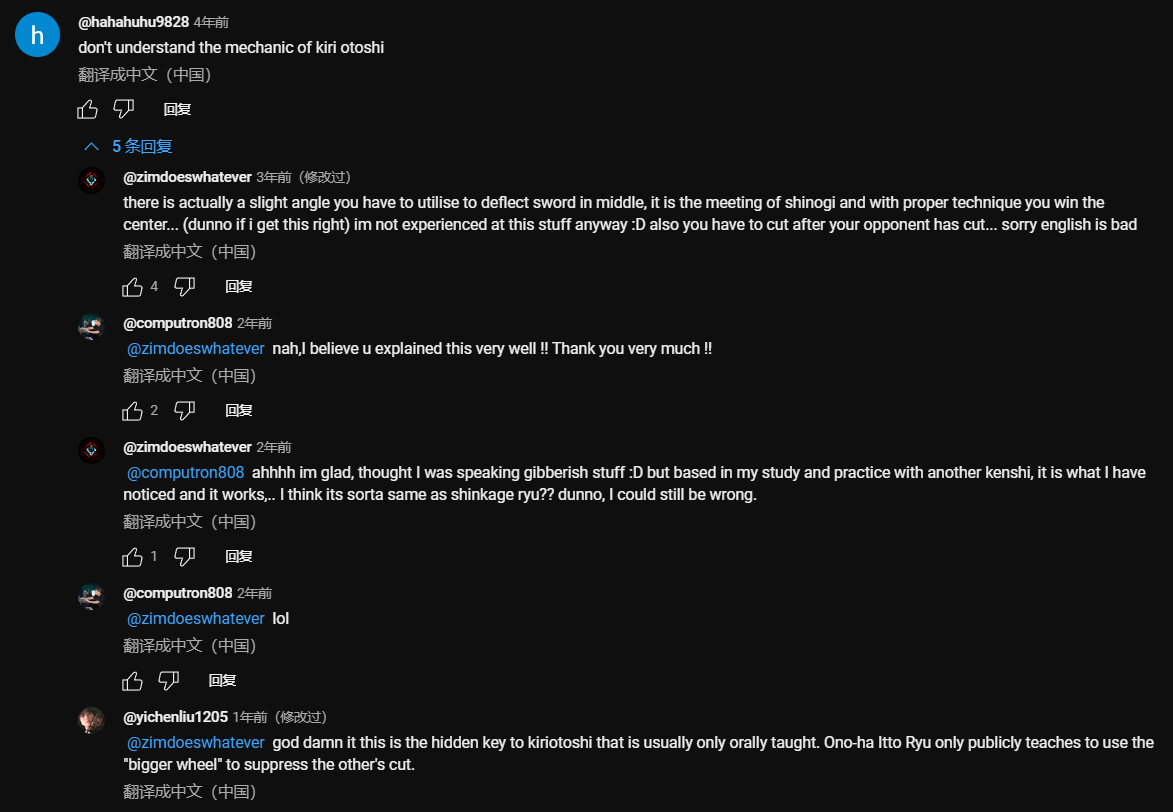 h
@hahahuhu9828 4年前
don't understand the mechanic of kiri otoshi
翻译成中文（中国）
回复
5 条回复
@zimdoeswhatever 3年前（修改过）
there is actually a slight angle you have to utilise to deflect sword in middle, it is the meeting of shinogi and with proper technique you win the
center... (dunno if i get this right) im not experienced at this stuff anyway :D also you have to cut after your opponent has cut... sorry english is bad
翻译成中文（中国）
4 回复
@computron808 2年前
@zimdoeswhatever nah,I believe u explained this very well !! Thank you very much !!
翻译成中文（中国）
2 回复
@zimdoeswhatever 2年前
@computron808 ahhhh im glad, thought I was speaking gibberish stuff :D but based in my study and practice with another kenshi, it is what I have
noticed and it works,.. I think its sorta same as shinkage ryu?? dunno, I could still be wrong.
翻译成中文（中国）
1 回复
@computron808 2年前
@zimdoeswhatever lol
翻译成中文（中国）
回复
@yichenliu1205 1年前（修改过）
@zimdoeswhatever god damn it this is the hidden key to kiriotoshi that is usually only orally taught. Ono-ha Itto Ryu only publicly teaches to use the
"bigger wheel" to suppress the other's cut.
翻译成中文（中国）